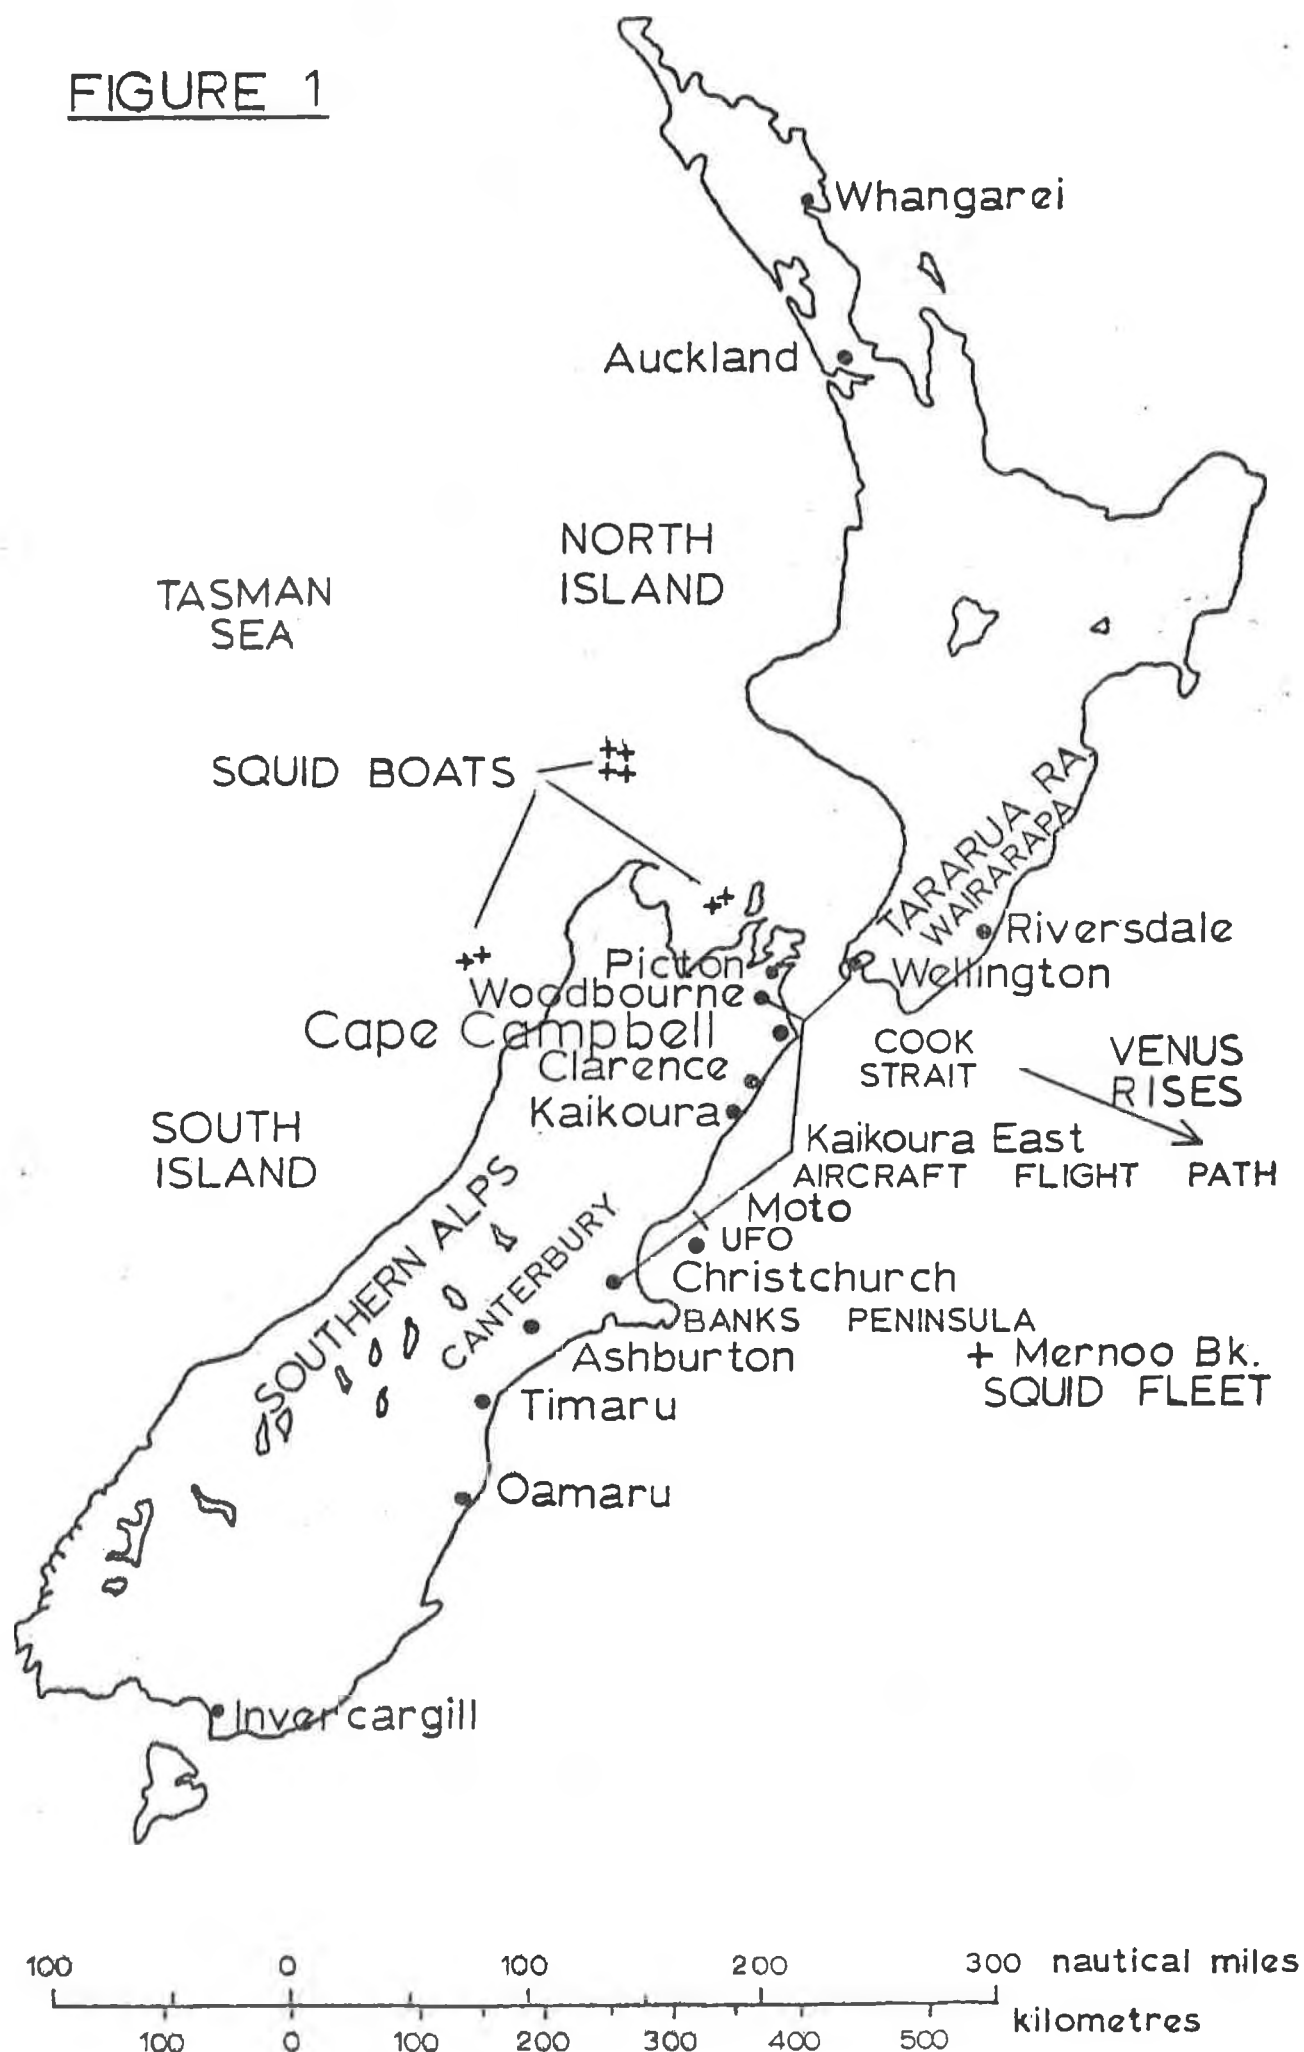 FIGURE 1
Whangarei
Auckland
NORTH
ISLAND
TASMAN
SEA
SQUID BOATS
TARARUA RA.
WAIRARAPA
Riversdale
Picton
Wellington
Woodbourne
Cape Campbell
COOK
STRAIT
VENUS
RISES
Clarence
Kaikoura
SOUTH
ISLAND
Kaikoura East
AIRCRAFT FLIGHT PATH
Moto
UFO
SOUTHERN ALPS
CANTERBURY
Christchurch
BANKS PENINSULA
Ashburton
+ Mernoo Bk.
SQUID FLEET
Timaru
Oamaru
Invercargill
100 0 100 200 300 nautical miles
100 0 100 200 300 400 500 kilometres